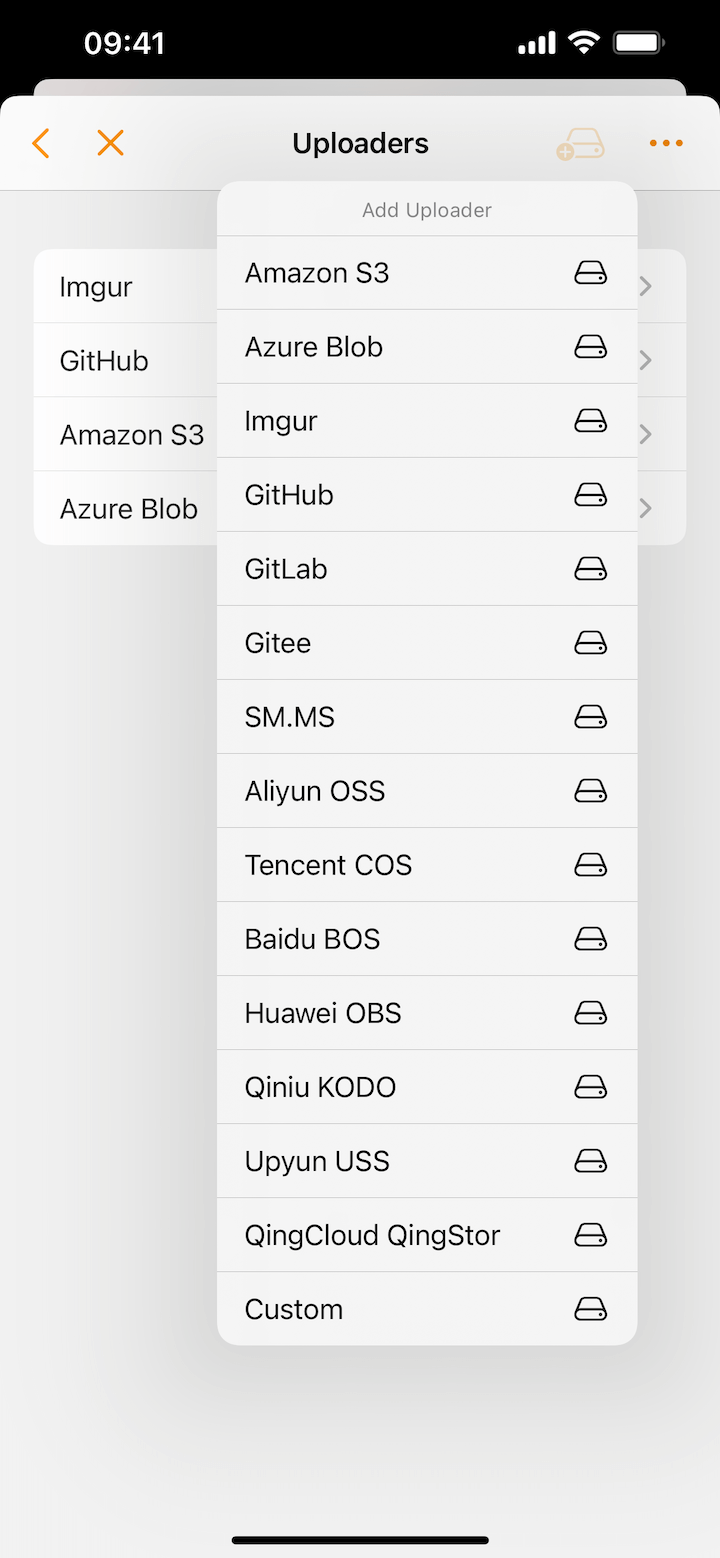 09:41
Uploaders
Add Uploader
Imgur
GitHub
Amazon S3
Azure Blob
Amazon S3
Azure Blob
Imgur
GitHub
GitLab
Gitee
SM.MS
Aliyun OSS
Tencent COS
Baidu BOS
Huawei OBS
Qiniu KODO
Upyun USS
QingCloud QingStor
Custom